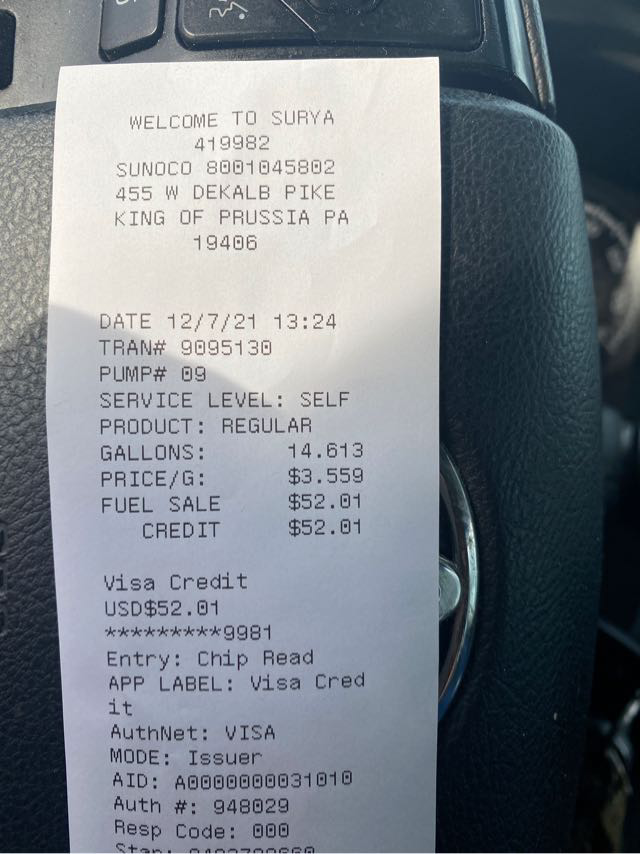 WELCOME TO SURYA
419982
SUNOCO 8001045802
455 W DEKALB PIKE
KING OF PRUSSIA PA
19406
DATE 12/7/21 13:24
TRAN# 9095130
PUMP# 09
SERVICE LEVEL: SELF
PRODUCT: REGULAR
GALLONS: 14.613
PRICE/G: $3.559
FUEL SALE $52.01
CREDIT $52.01
Visa Credit
USD$52.01
*********9981
Entry: Chip Read
APP LABEL: Visa Cred
it
AuthNet: VISA
MODE: Issuer
AID: A0000000031010
Auth #: 948029
Resp Code: 000